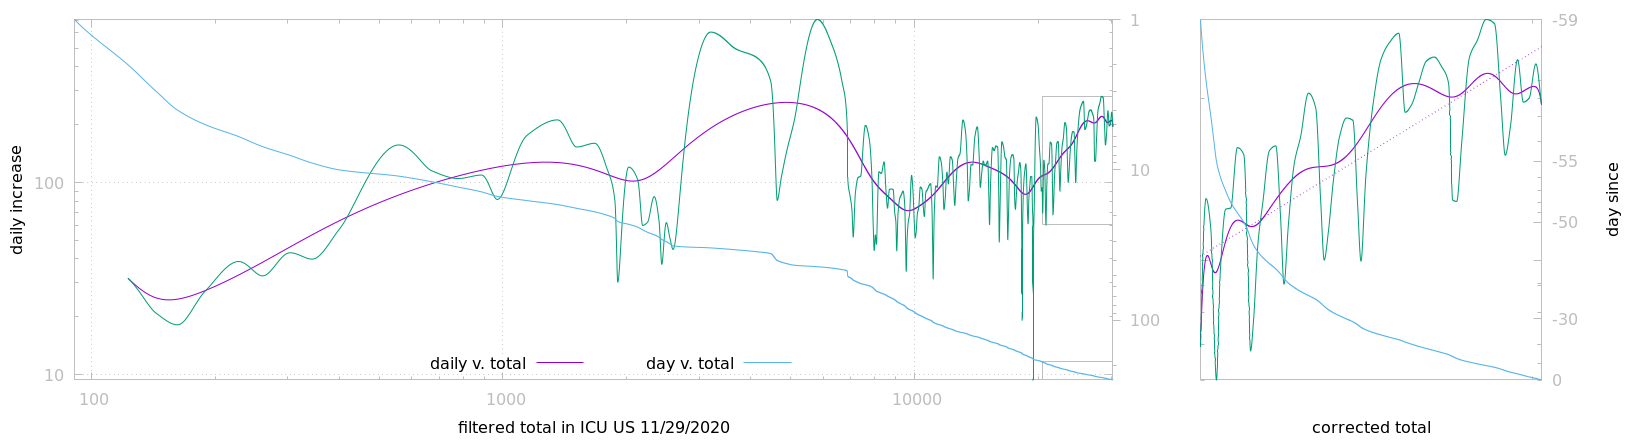 daily increase
100
10
daily v. total
day v. total
100
1000
10000
filtered total in ICU US 11/29/2020
1
10
100
-59
-55
-50
-30
0
day since
corrected total